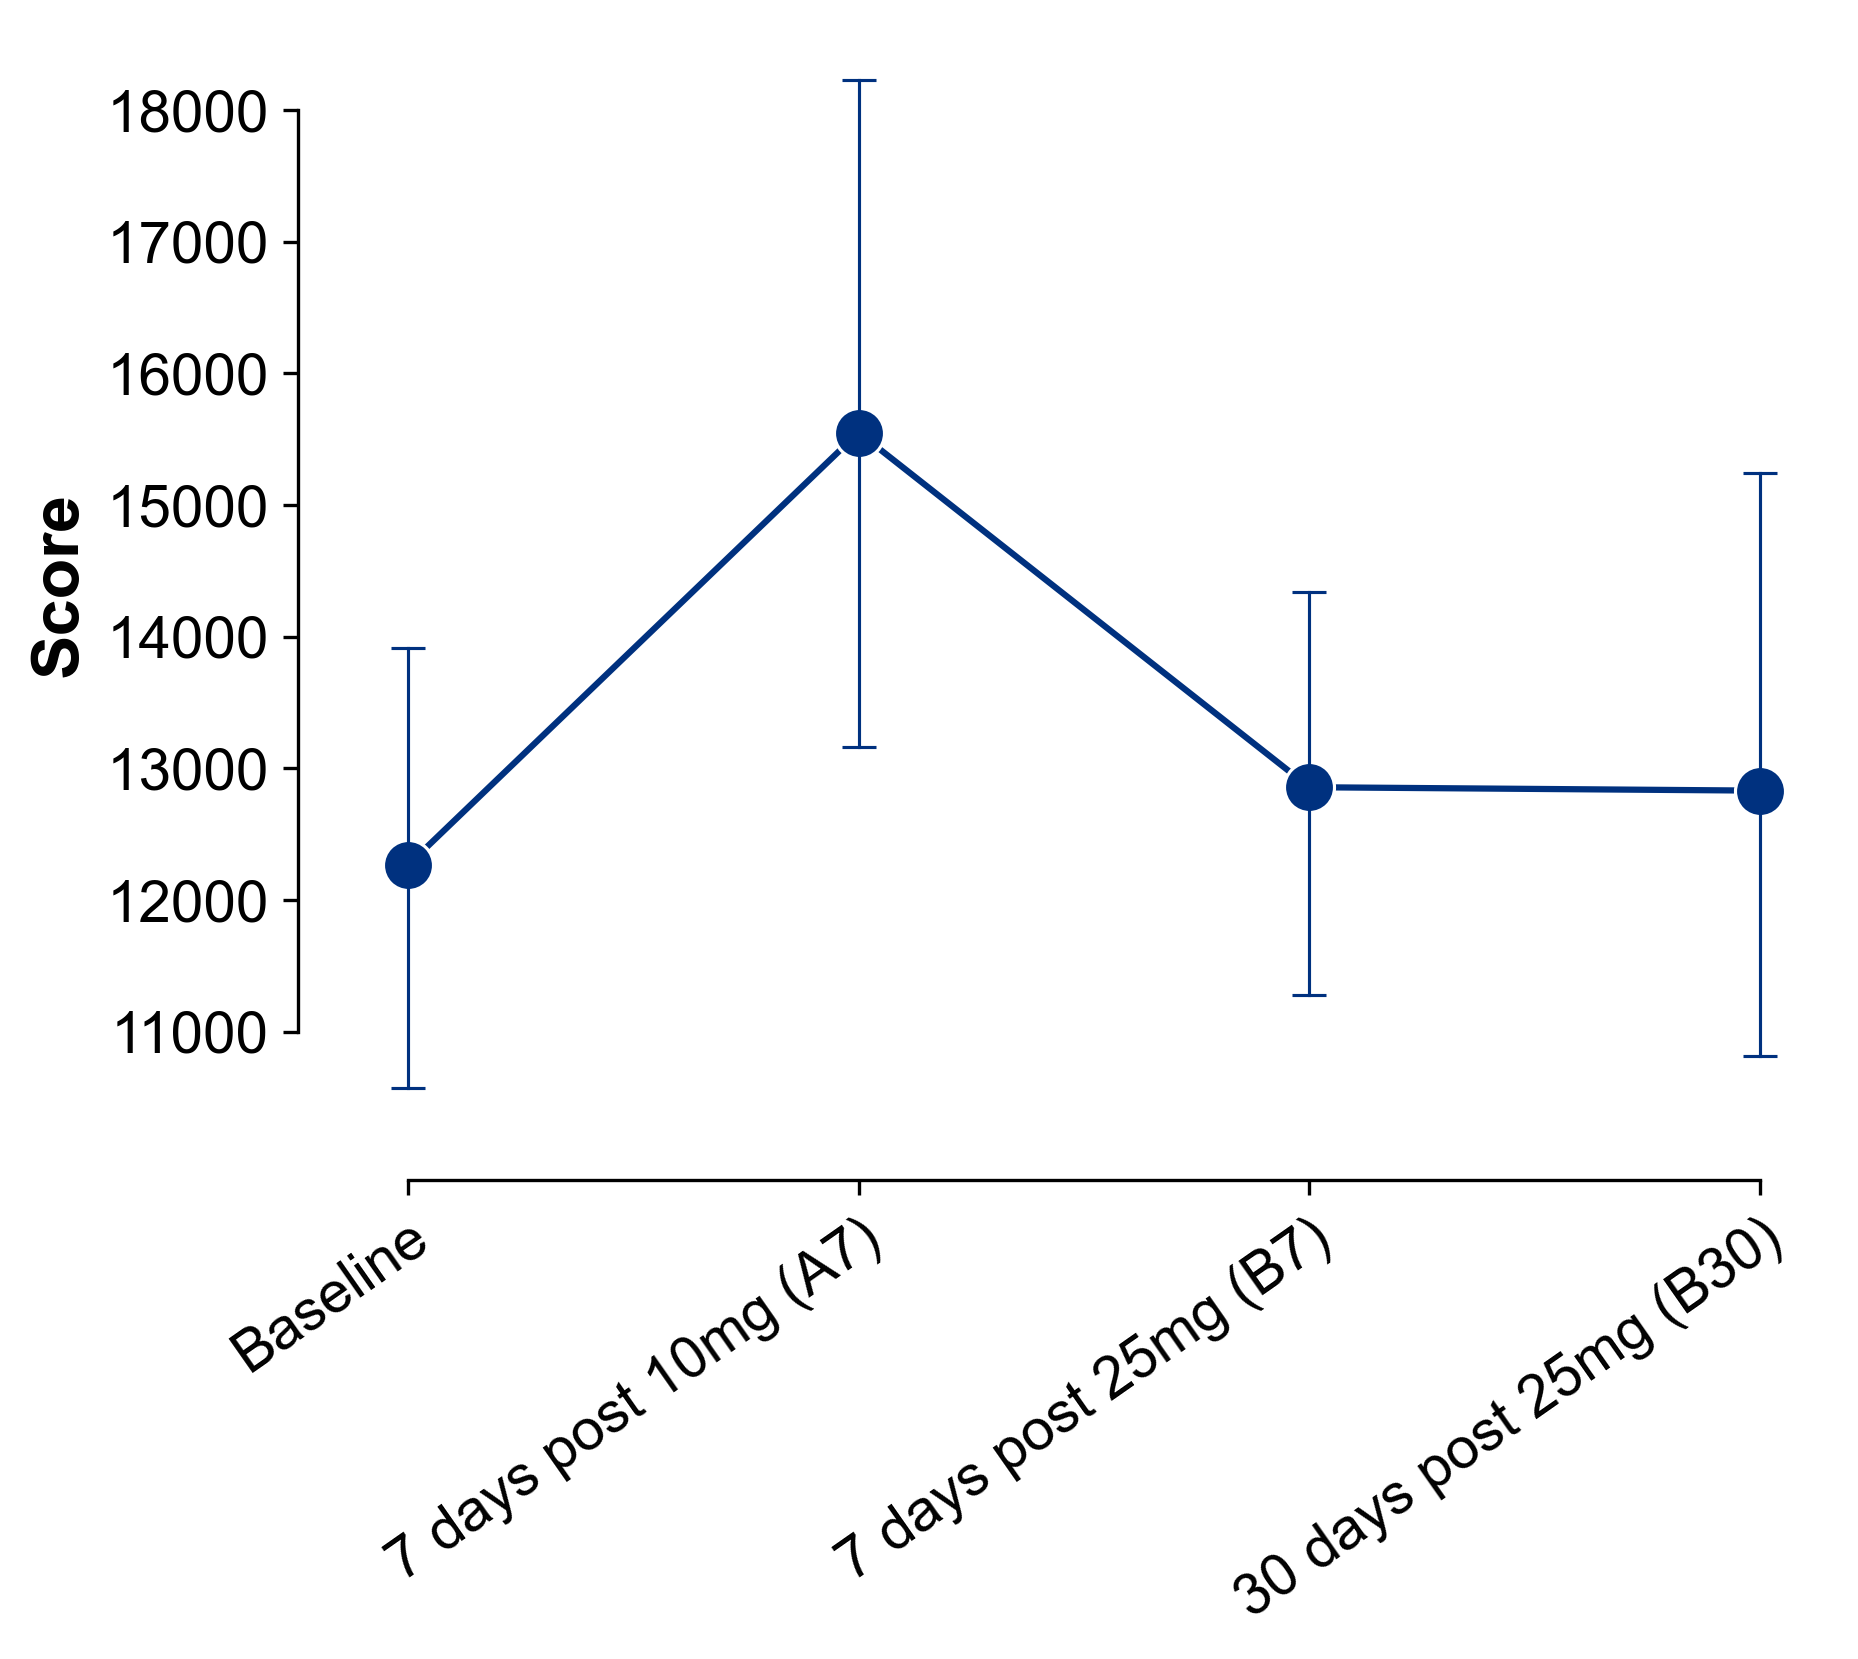 18000
17000
16000
15000
14000
13000
12000
11000
Score
Baseline
7 days post 10mg (A7)
7 days post 25mg (B7)
30 days post 25mg (B30)